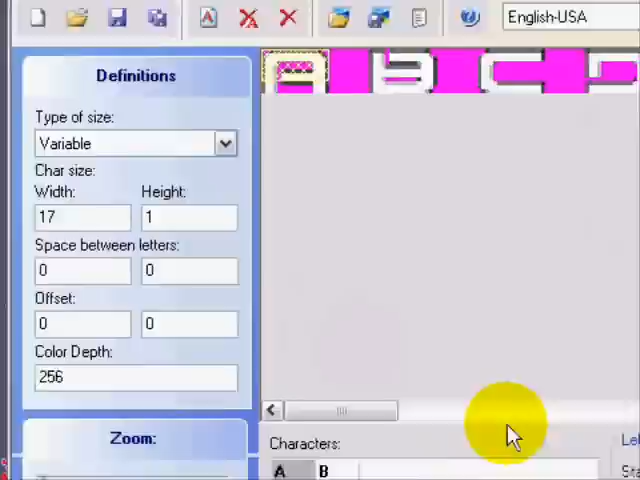 English-USA
Definitions
A B C
Type of size:
Variable
Char size:
Width: Height:
17 1
Space between letters:
0 0
Offset:
0 0
Color Depth:
256
Zoom:
Characters:
A B